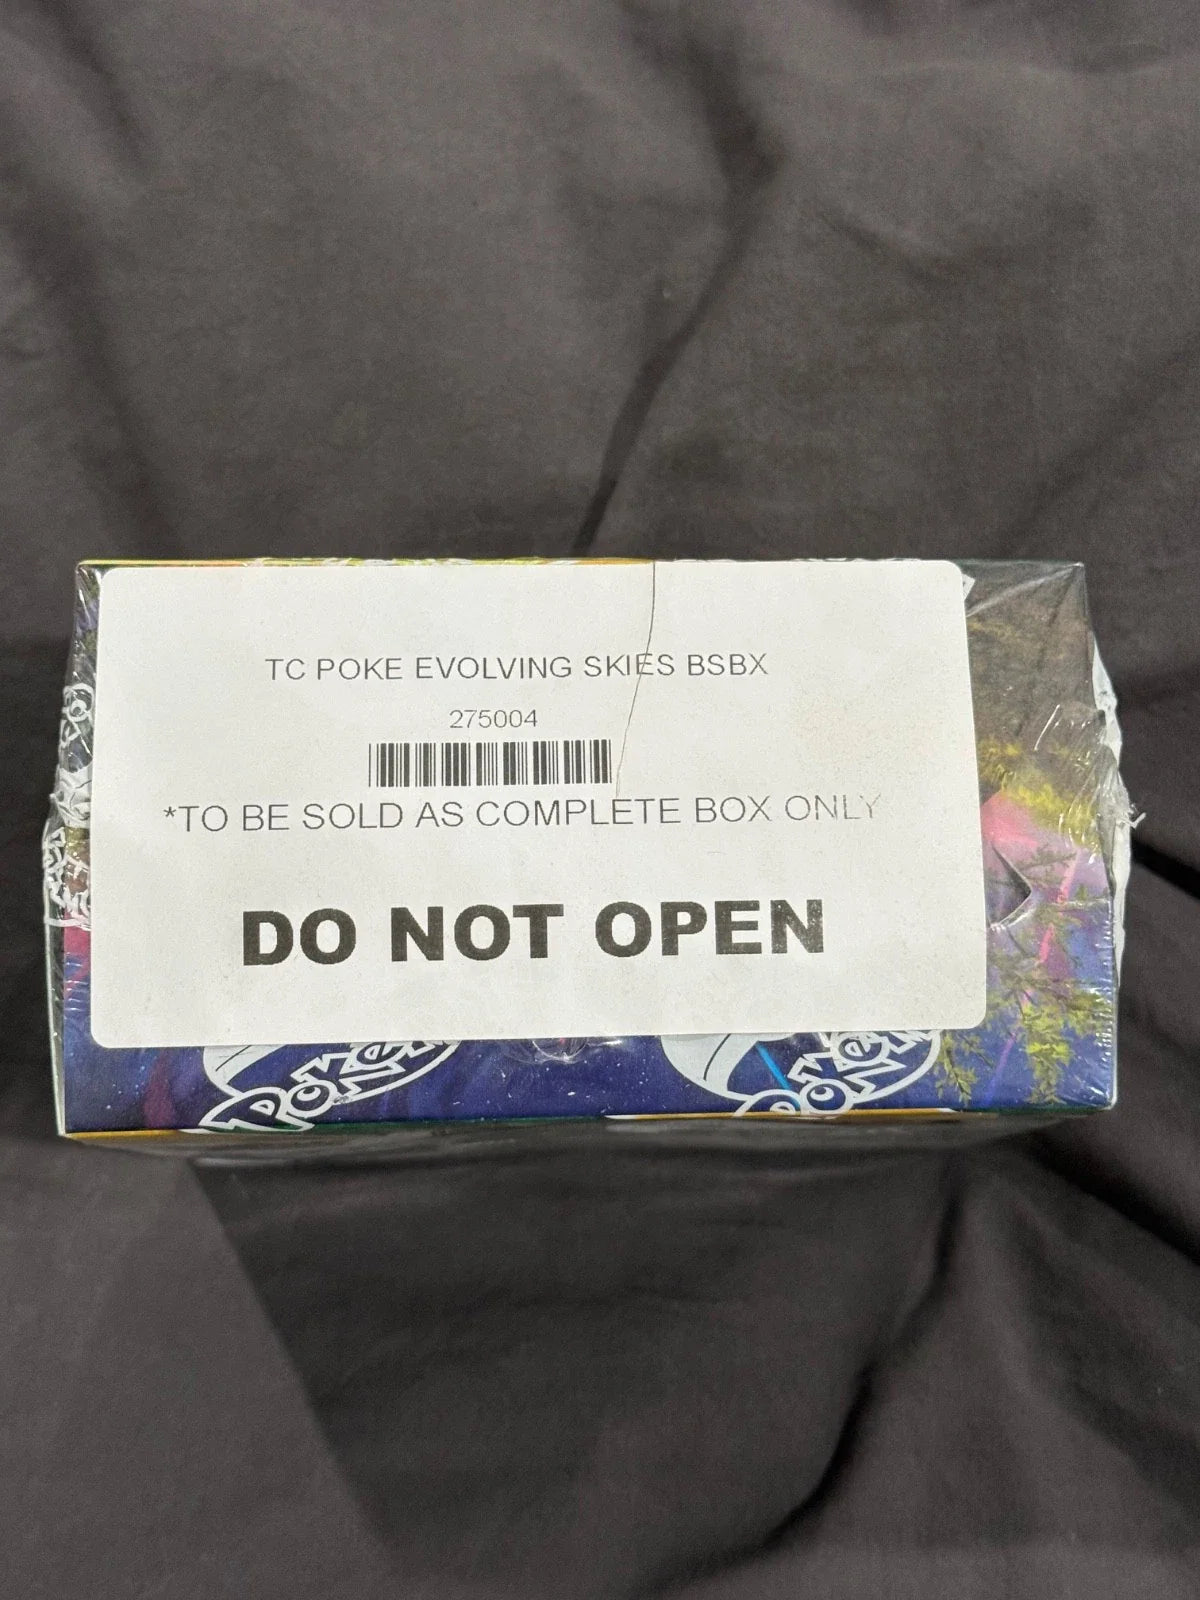 TC POKE EVOLVING SKIES BSBX
275004
*TO BE SOLD AS COMPLETE BOX ONLY
DO NOT OPEN